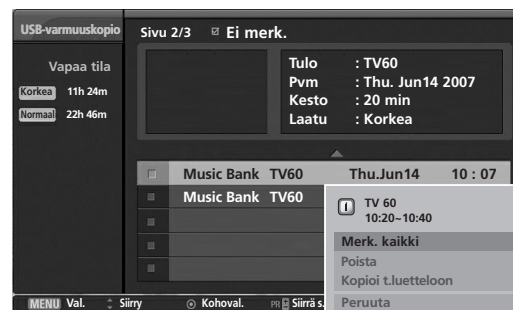 USB-varmuuskopio
Vapaa tila
Korkea 11h 24m
Normaal 22h 46m
Sivu 2/3 Ei merk.
Tulo : TV60
Pvm : Thu. Jun14 2007
Kesto : 20 min
Laatu : Korkea
Music Bank TV60 Thu.Jun14 10 : 07
Music Bank TV60
TV 60
10:20~10:40
Merk. kaikki
Poista
Kopioi t.luetteloon
Peruuta
MENU Val. Siirry Kohoval. PR Siirrä s.